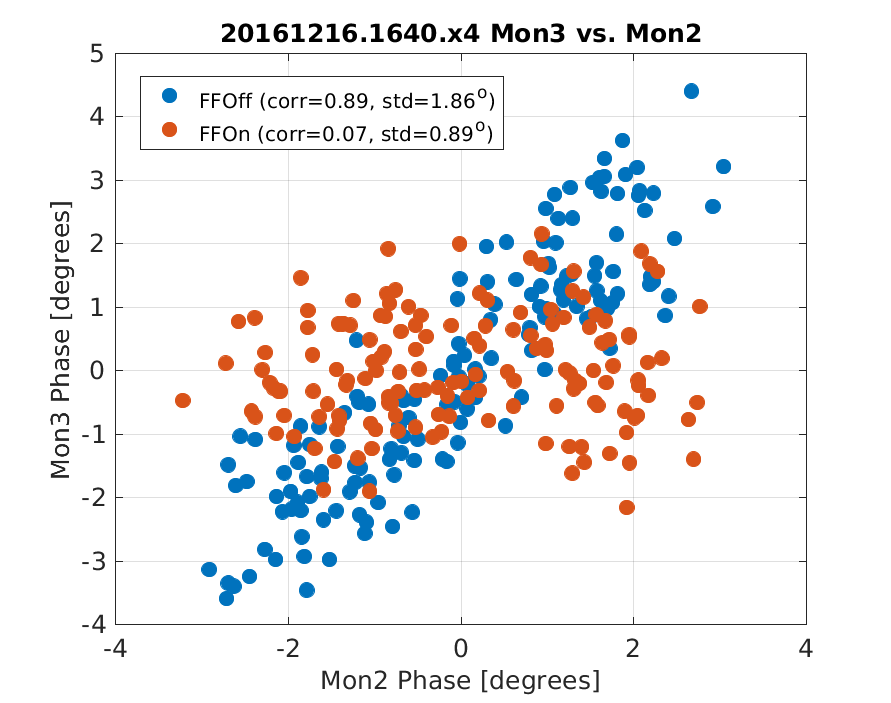 20161216.1640.x4 Mon3 vs. Mon2
FFOff (corr=0.89, std=1.86°)
FFOn (corr=0.07, std=0.89°)
5
4
3
2
1
0
-1
-2
-3
-4
Mon3 Phase [degrees]
-4 -2 0 2 4
Mon2 Phase [degrees]